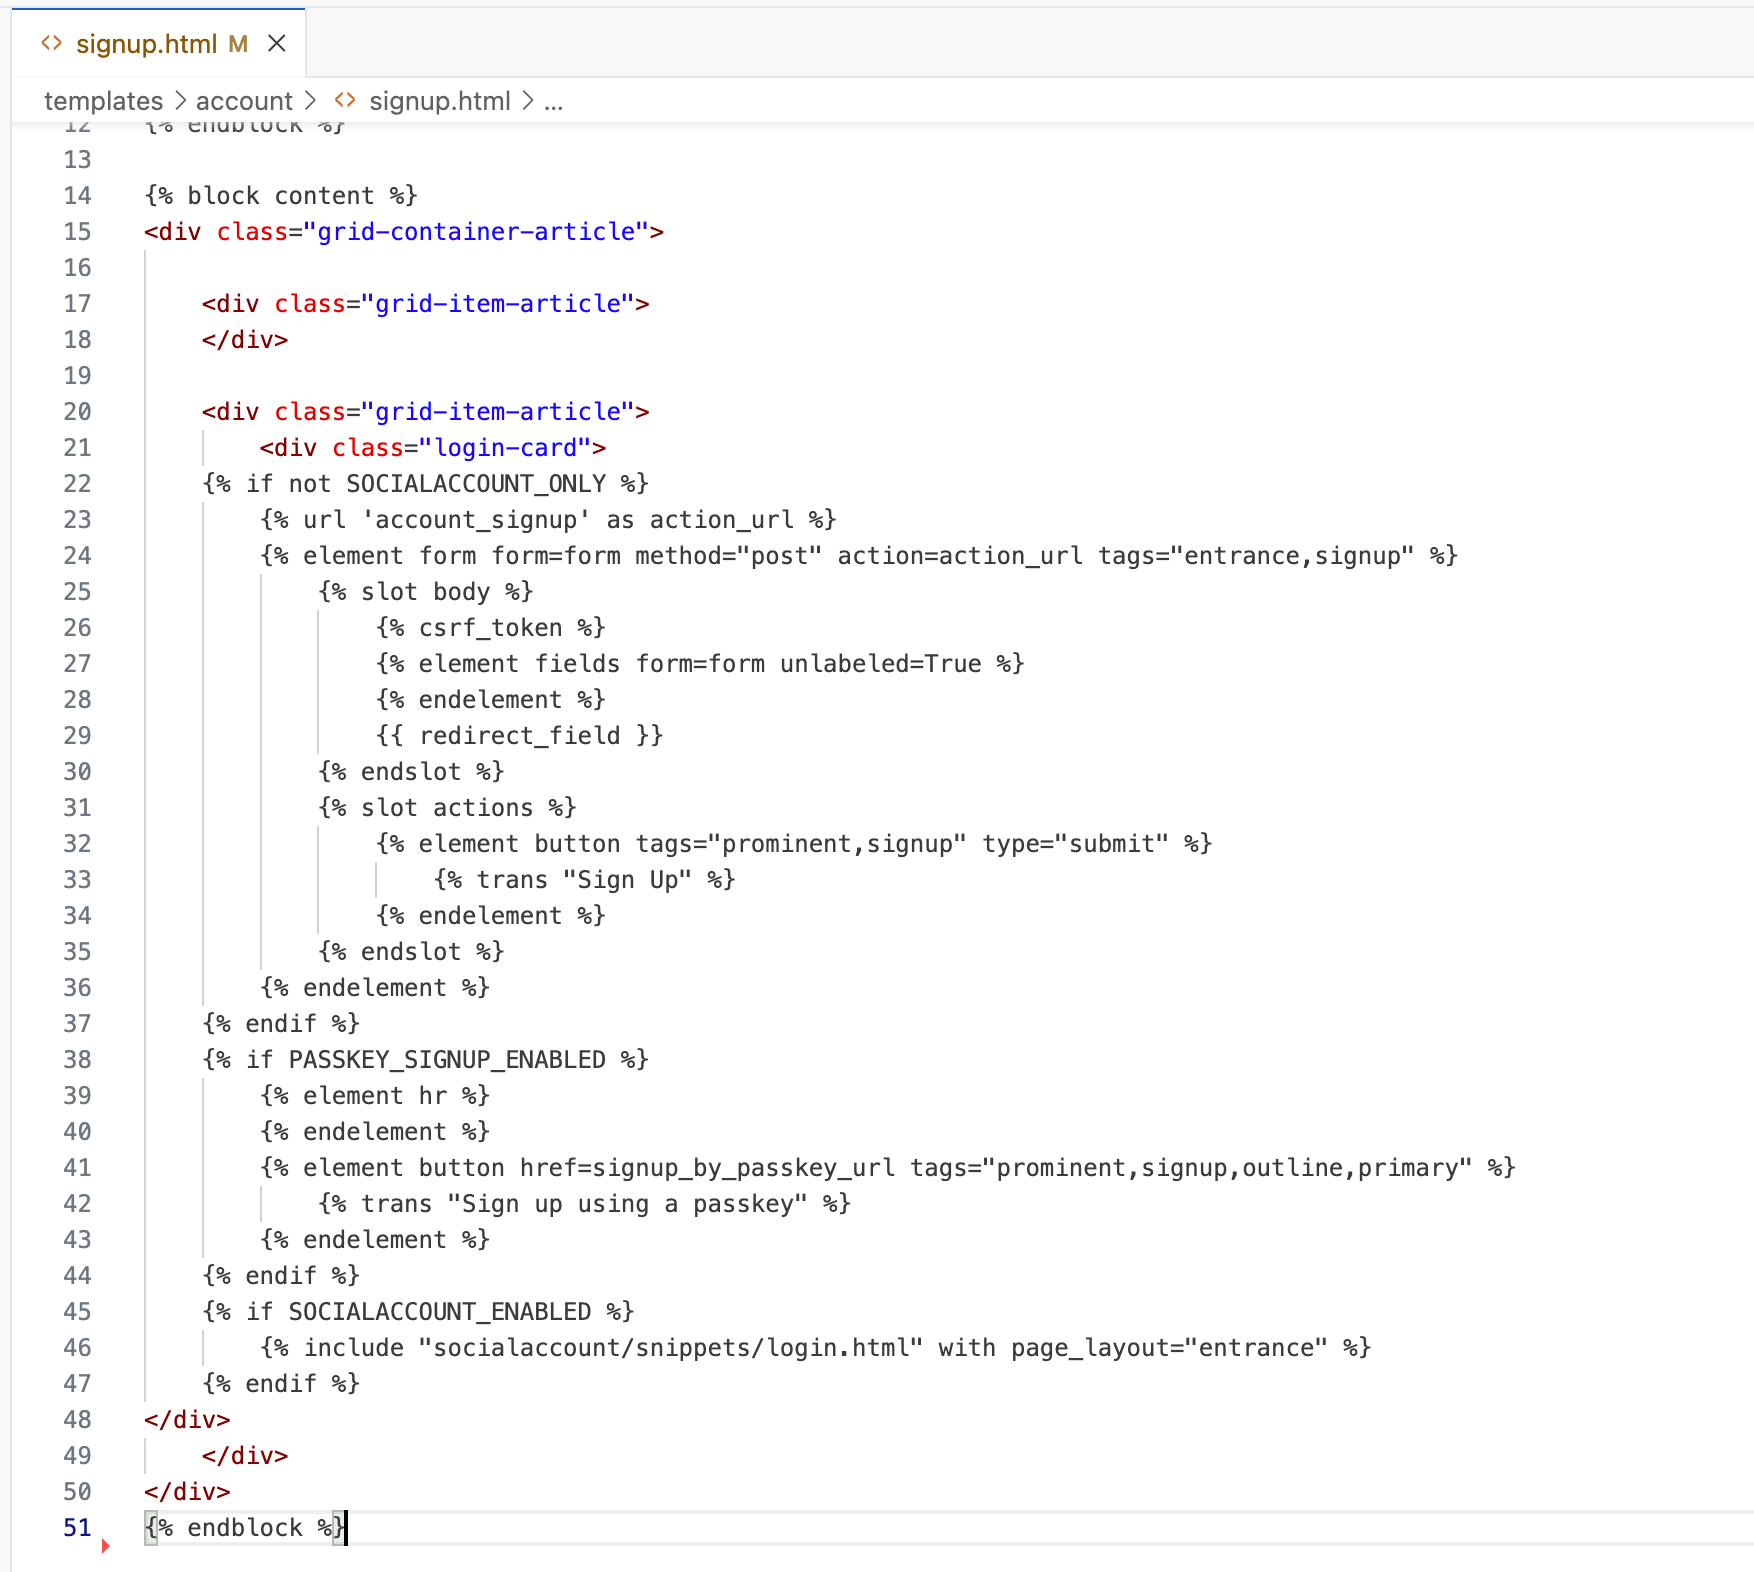 signup.html M
templates > account > signup.html > ...
12 {% endblock %}
13
14 {% block content %}
15 <div class="grid-container-article">
16
17 <div class="grid-item-article">
18 </div>
19
20 <div class="grid-item-article">
21 <div class="login-card">
22 {% if not SOCIALACCOUNT_ONLY %}
23 {% url 'account_signup' as action_url %}
24 {% element form form=form method="post" action=action_url tags="entrance,signup" %}
25 {% slot body %}
26 {% csrf_token %}
27 {% element fields form=form unlabeled=True %}
28 {% endelement %}
29 {{ redirect_field }}
30 {% endslot %}
31 {% slot actions %}
32 {% element button tags="prominent,signup" type="submit" %}
33 {% trans "Sign Up" %}
34 {% endelement %}
35 {% endslot %}
36 {% endelement %}
37 {% endif %}
38 {% if PASSKEY_SIGNUP_ENABLED %}
39 {% element hr %}
40 {% endelement %}
41 {% element button href=signup_by_passkey_url tags="prominent,signup,outline,primary" %}
42 {% trans "Sign up using a passkey" %}
43 {% endelement %}
44 {% endif %}
45 {% if SOCIALACCOUNT_ENABLED %}
46 {% include "socialaccount/snippets/login.html" with page_layout="entrance" %}
47 {% endif %}
48 </div>
49 </div>
50 </div>
51 {% endblock %}